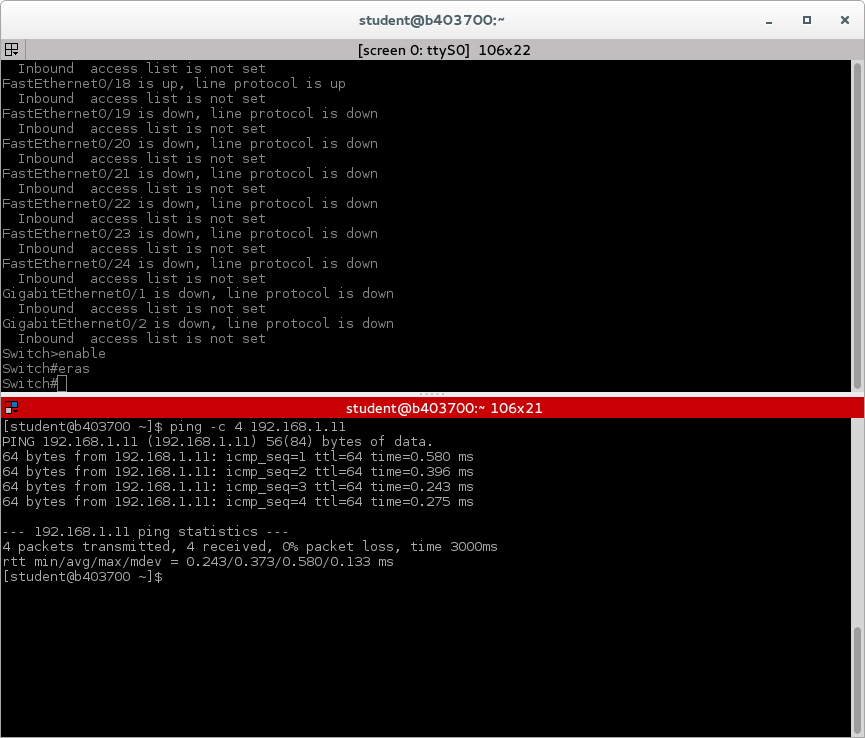 student@b403700:~
[screen 0: ttyS0] 106x22
Inbound  access list is not set
FastEthernet0/18 is up, line protocol is up
  Inbound  access list is not set
FastEthernet0/19 is down, line protocol is down
  Inbound  access list is not set
FastEthernet0/20 is down, line protocol is down
  Inbound  access list is not set
FastEthernet0/21 is down, line protocol is down
  Inbound  access list is not set
FastEthernet0/22 is down, line protocol is down
  Inbound  access list is not set
FastEthernet0/23 is down, line protocol is down
  Inbound  access list is not set
FastEthernet0/24 is down, line protocol is down
  Inbound  access list is not set
GigabitEthernet0/1 is down, line protocol is down
  Inbound  access list is not set
GigabitEthernet0/2 is down, line protocol is down
  Inbound  access list is not set
Switch>enable
Switch#eras
Switch#
student@b403700:~ 106x21
[student@b403700 ~]$ ping -c 4 192.168.1.11
PING 192.168.1.11 (192.168.1.11) 56(84) bytes of data.
64 bytes from 192.168.1.11: icmp_seq=1 ttl=64 time=0.580 ms
64 bytes from 192.168.1.11: icmp_seq=2 ttl=64 time=0.396 ms
64 bytes from 192.168.1.11: icmp_seq=3 ttl=64 time=0.243 ms
64 bytes from 192.168.1.11: icmp_seq=4 ttl=64 time=0.275 ms
--- 192.168.1.11 ping statistics ---
4 packets transmitted, 4 received, 0% packet loss, time 3000ms
rtt min/avg/max/mdev = 0.243/0.373/0.580/0.133 ms
[student@b403700 ~]$